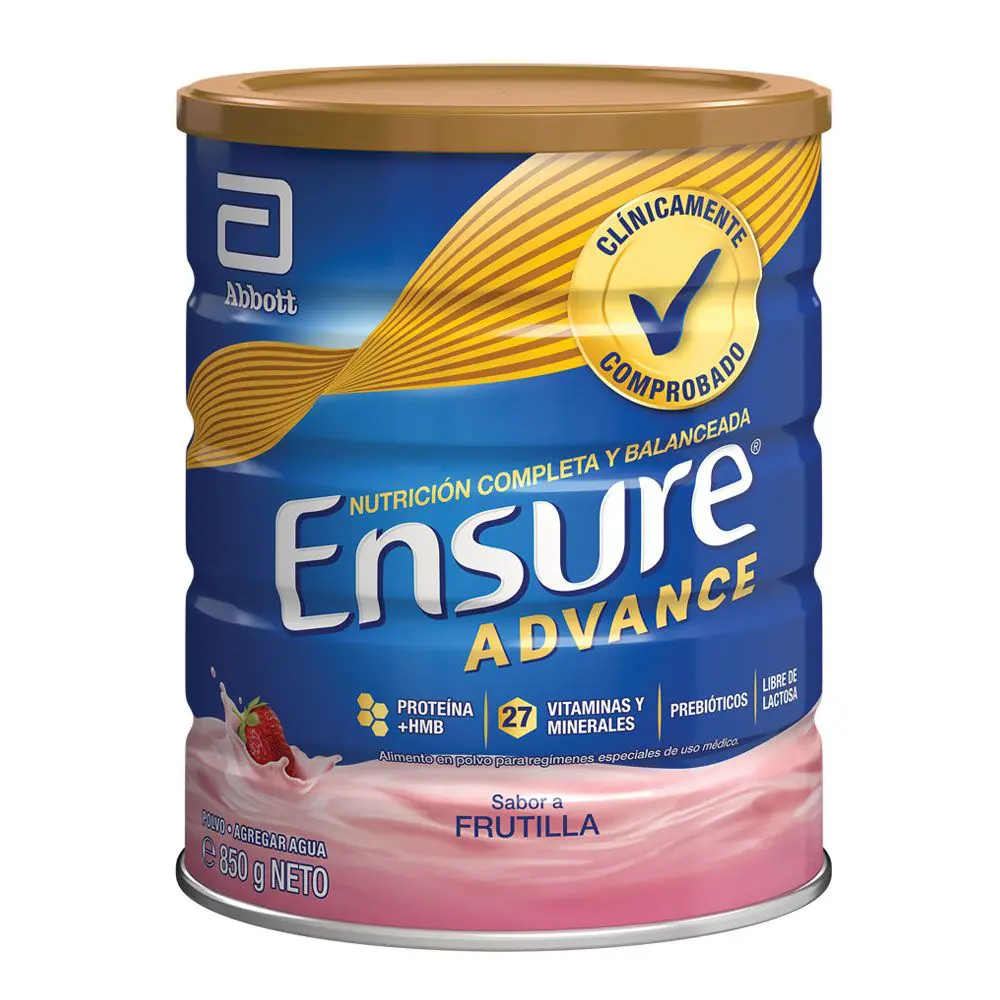 Abbott
CLÍNICAMENTE
COMPROBADO
NUTRICIÓN COMPLETA Y BALANCEADA
Ensure®
ADVANCE
PROTEÍNA
+HMB
27
VITAMINAS Y
MINERALES
PREBIÓTICOS
LIBRE DE
LACTOSA
Alimento en polvo para regímenes especiales de uso médico.
Sabor a
FRUTILLA
POLVO • AGREGAR AGUA
℮ 850 g NETO